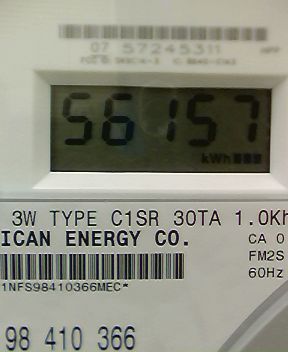 07 57245311
56157
kWh
3W TYPE C1SR 30TA 1.0Kh
ICAN ENERGY CO.
CA 0
FM2S
60Hz
1NFS98410366MEC*
98 410 366